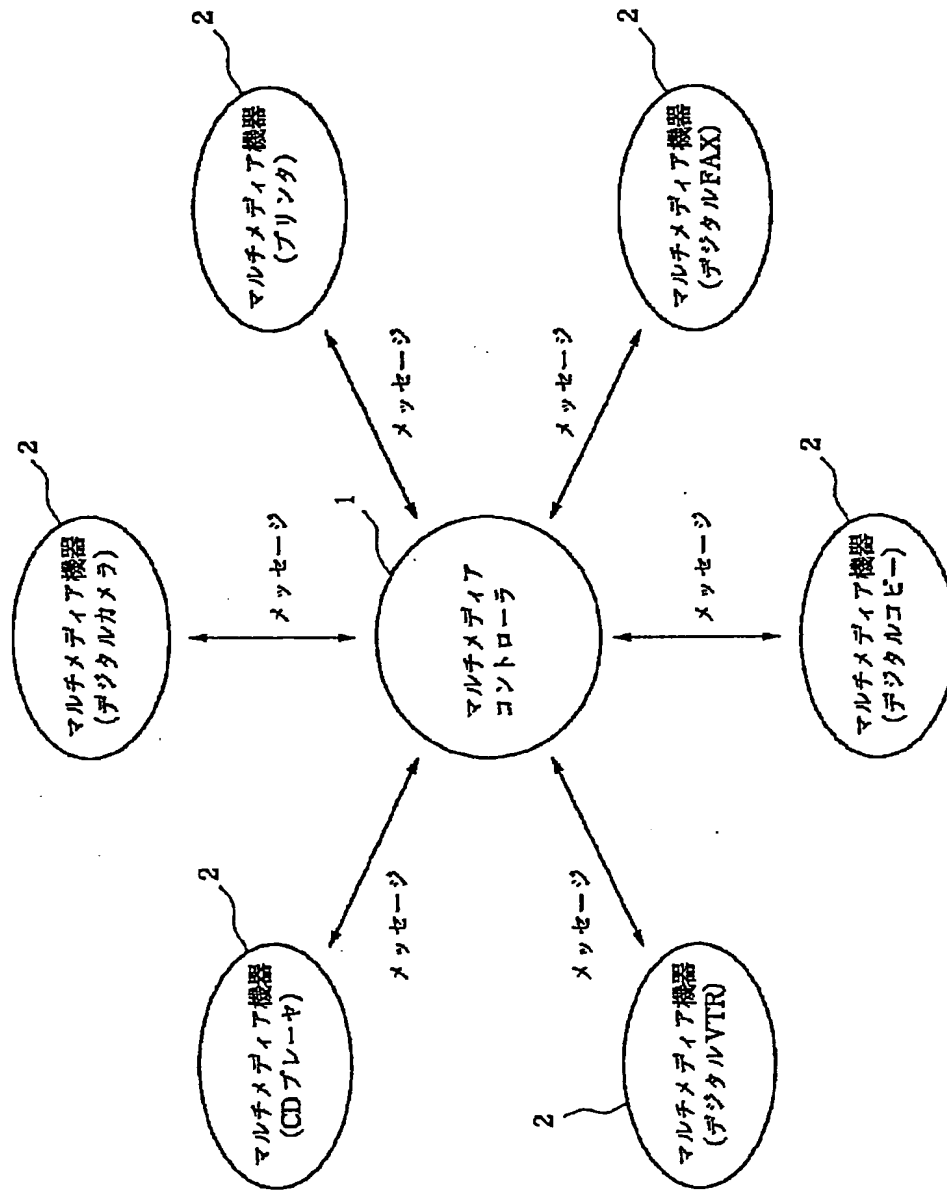 2
マルチメディア機器
(デジタルVTR)
2
マルチメディア機器
(CDプレーヤ)
メッセージ
メッセージ
マルチメディア機器
(デジタルコピー)
2
メッセージ
マルチメディア
コントローラ
1
メッセージ
マルチメディア機器
(デジタルカメラ)
2
メッセージ
メッセージ
マルチメディア機器
(デジタルFAX)
2
マルチメディア機器
(プリンタ)
2